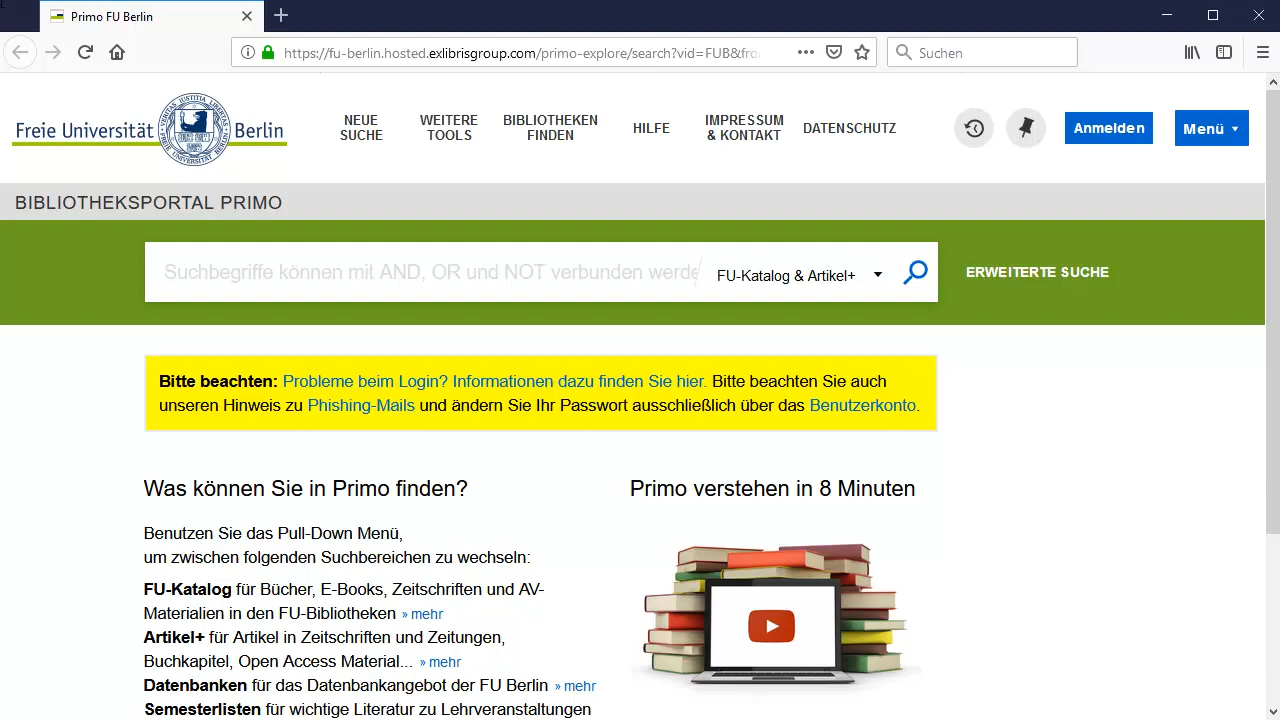 Primo FU Berlin
https://fu-berlin.hosted.exlibrisgroup.com/primo-explore/search?vid=FUB&fro
Suchen
Freie Universität Berlin
NEUE SUCHE
WEITERE TOOLS
BIBLIOTHEKEN FINDEN
HILFE
IMPRESSUM & KONTAKT
DATENSCHUTZ
Anmelden
Menü
BIBLIOTHEKSPORTAL PRIMO
Suchbegriffe können mit AND, OR und NOT verbunden werde
FU-Katalog & Artikel+
ERWEITERTE SUCHE
Bitte beachten: Probleme beim Login? Informationen dazu finden Sie hier. Bitte beachten Sie auch
unseren Hinweis zu Phishing-Mails und ändern Sie Ihr Passwort ausschließlich über das Benutzerkonto.
Was können Sie in Primo finden?
Primo verstehen in 8 Minuten
Benutzen Sie das Pull-Down Menü,
um zwischen folgenden Suchbereichen zu wechseln:
FU-Katalog für Bücher, E-Books, Zeitschriften und AV-
Materialien in den FU-Bibliotheken » mehr
Artikel+ für Artikel in Zeitschriften und Zeitungen,
Buchkapitel, Open Access Material... » mehr
Datenbanken für das Datenbankangebot der FU Berlin » mehr
Semesterlisten für wichtige Literatur zu Lehrveranstaltungen